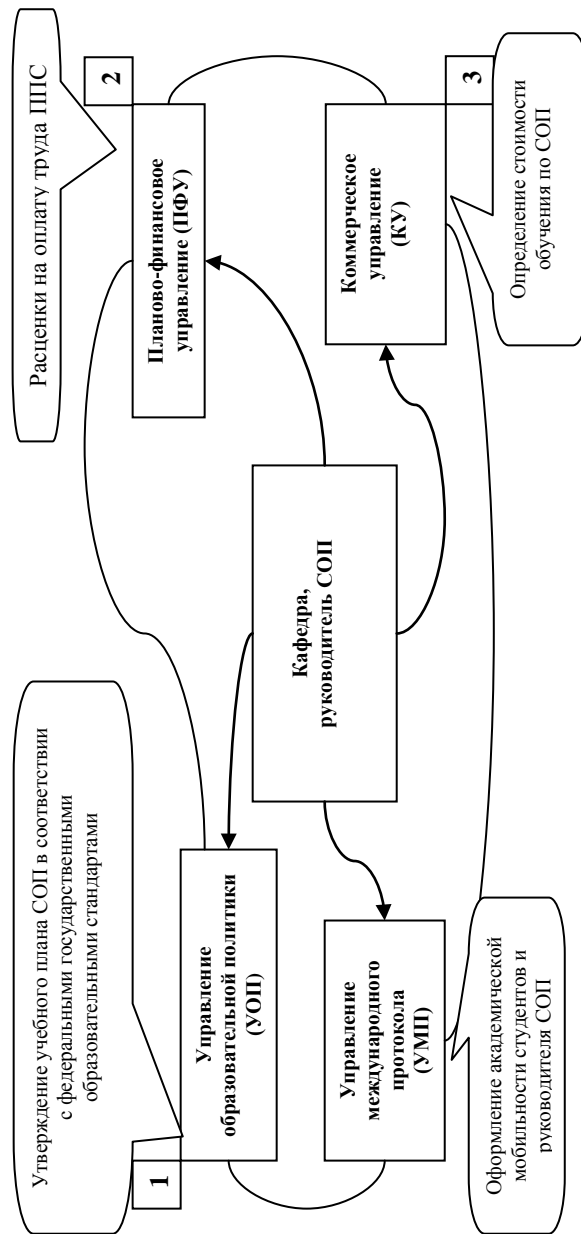 Утверждение учебного плана СОП в соответствии
с федеральными государственными
образовательными стандартами
Расценки на оплату труда ППС
1
Управление
образовательной политики
(УОП)
2
Планово-финансовое
управление (ПФУ)
Кафедра,
руководитель СОП
Управление
международного
протокола
(УМП)
Коммерческое
управление
(КУ)
3
Оформление академической
мобильности студентов и
руководителя СОП
Определение стоимости
обучения по СОП